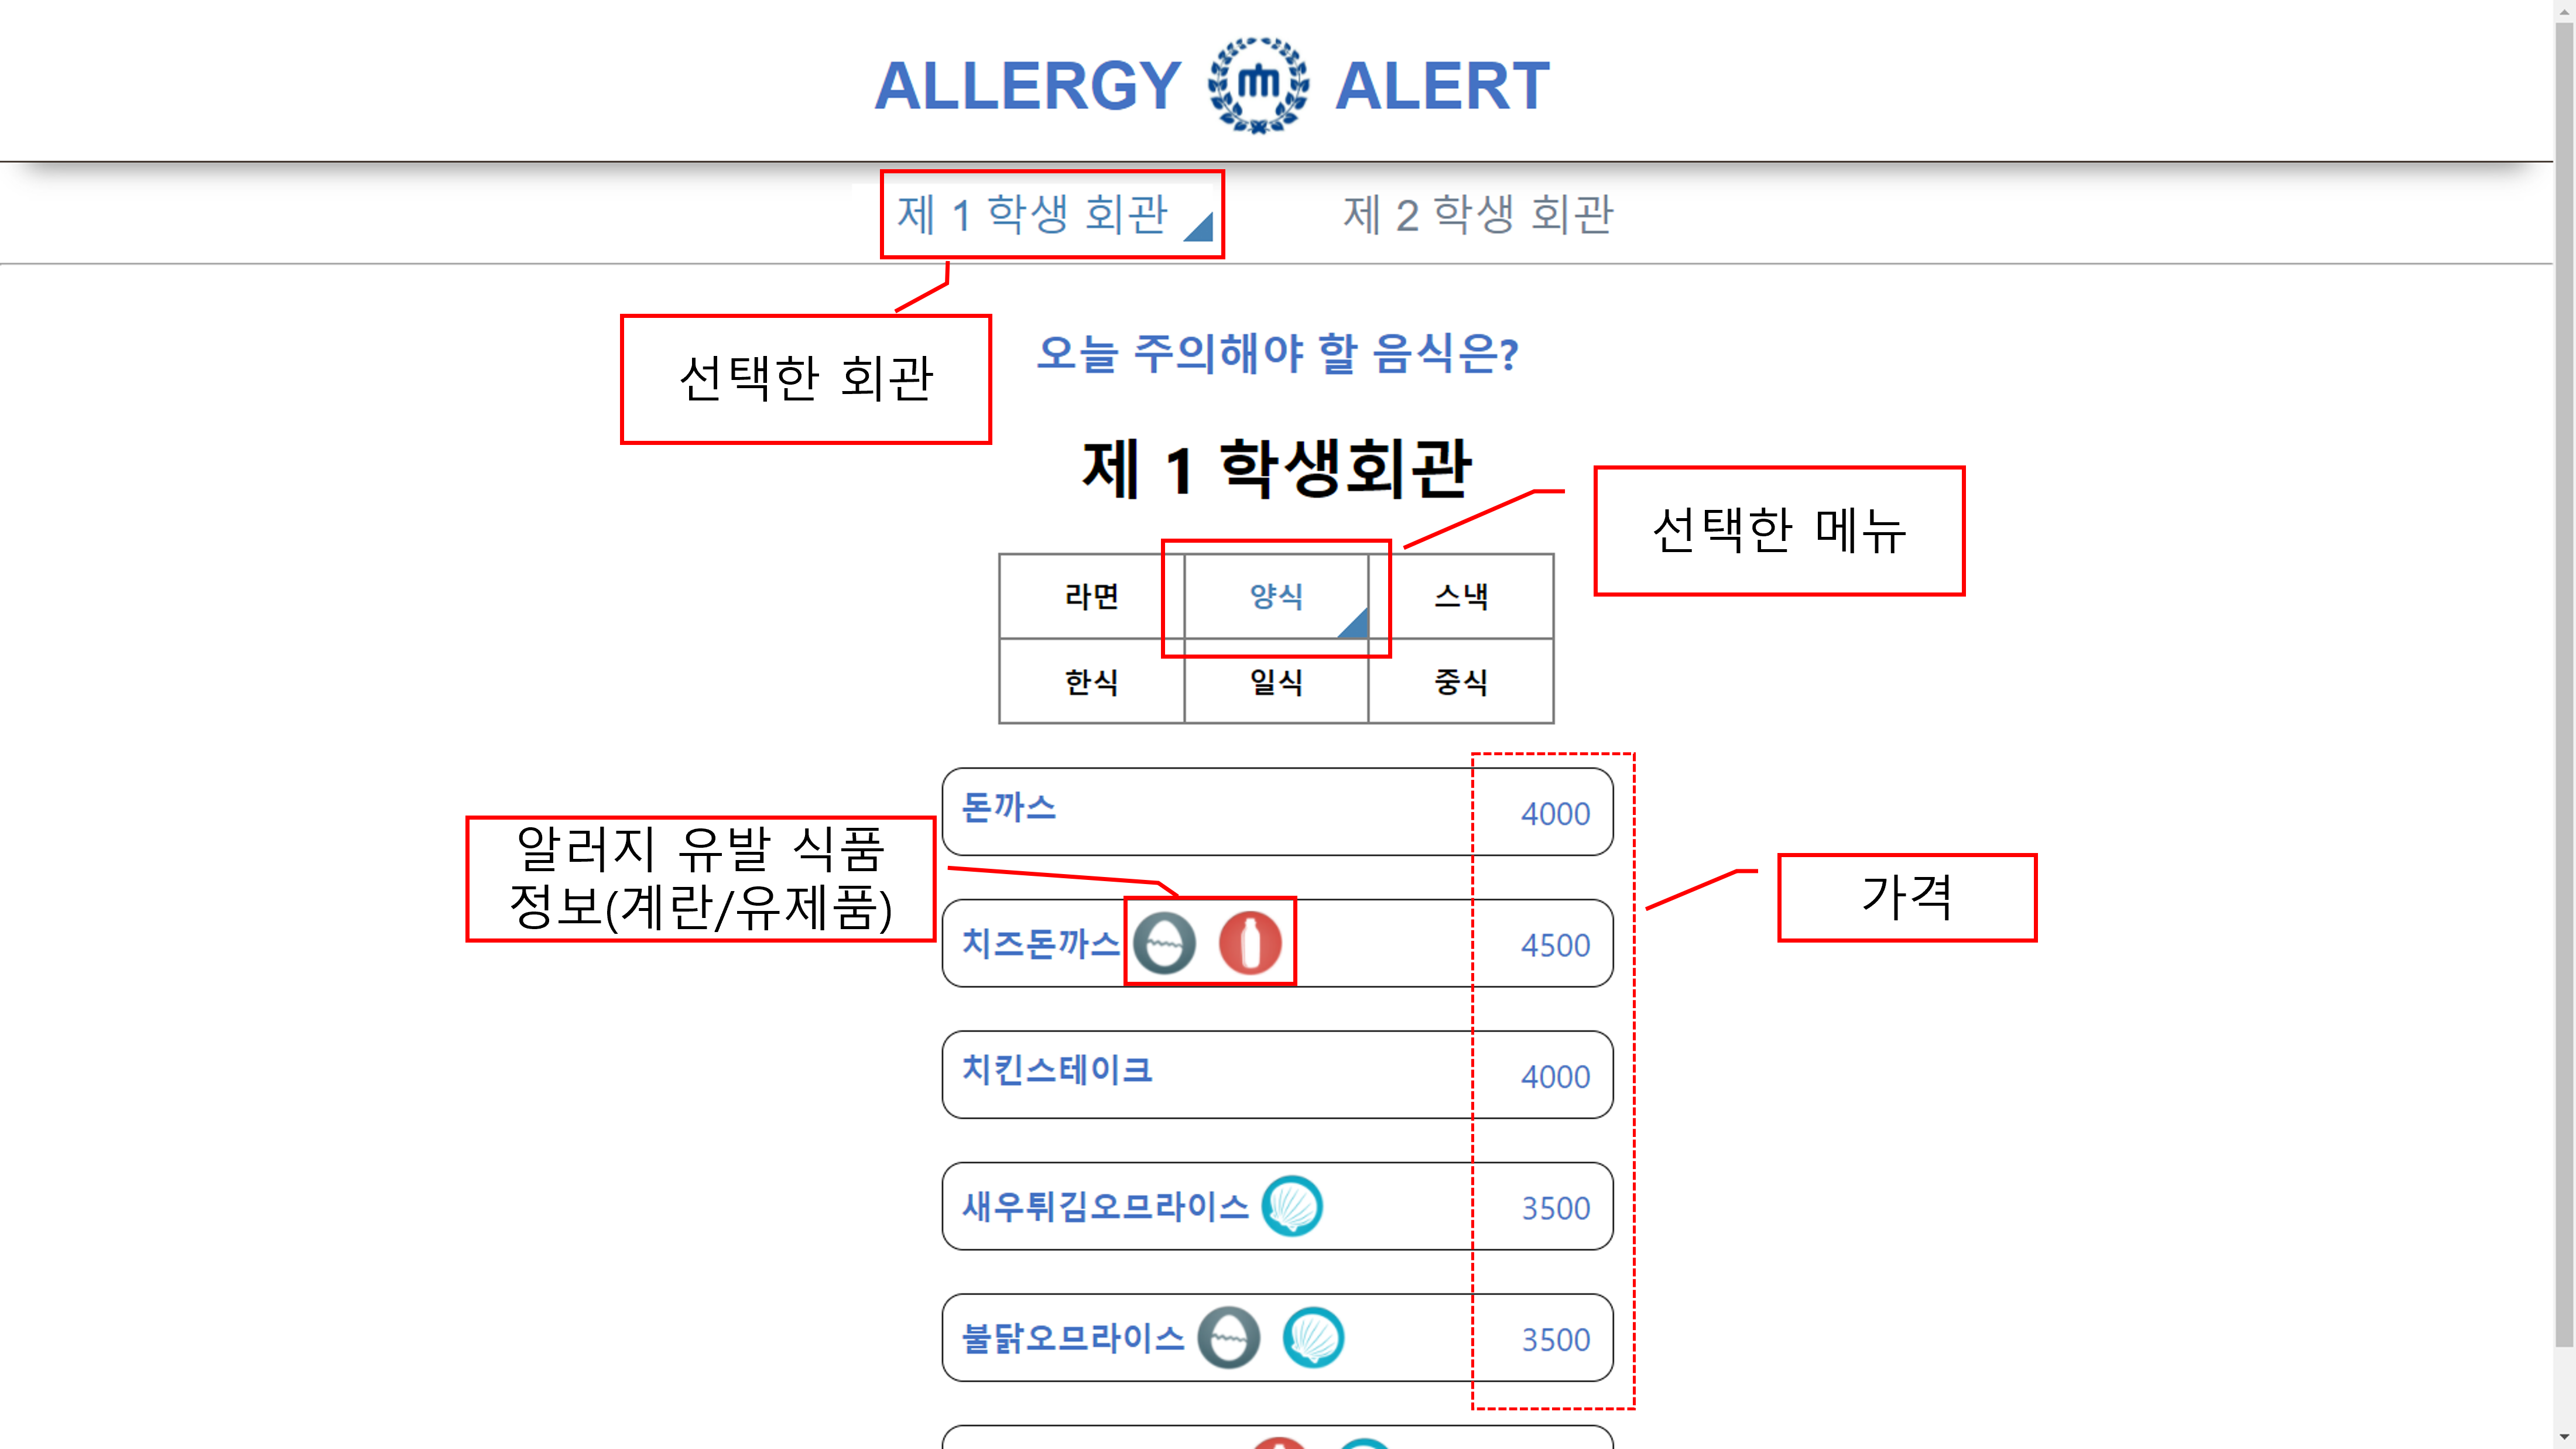 ALLERGY ALERT
제 1 학생 회관
제 2 학생 회관
선택한 회관
오늘 주의해야 할 음식은?
제 1 학생회관
선택한 메뉴
라면 양식 스낵
한식 일식 중식
돈까스 4000
알러지 유발 식품
정보(계란/유제품)
가격
치즈돈까스 4500
치킨스테이크 4000
새우튀김오므라이스 3500
불닭오므라이스 3500